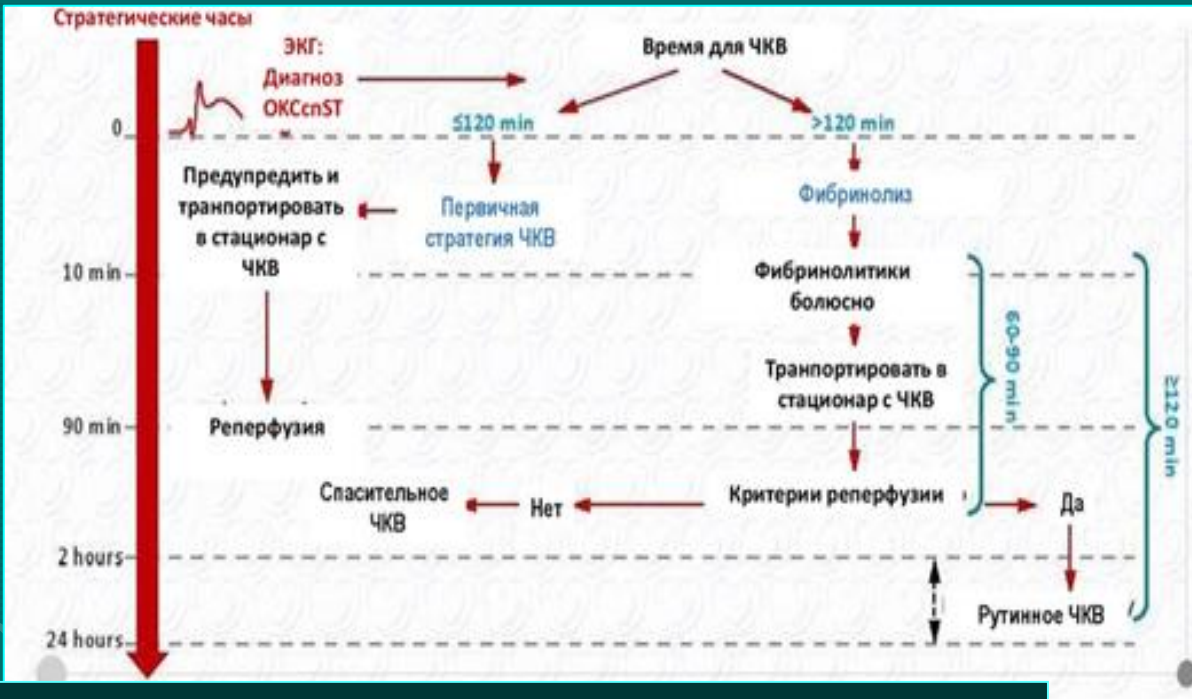 Стратегические часы
ЭКГ:
Диагноз
ОКСспST
Время для ЧКВ
0
≤120 min
>120 min
Предупредить и
транпортировать
в стационар с
ЧКВ
Первичная
стратегия ЧКВ
Фибринолиз
10 min
Фибринолитики
болюсно
60-90 min
Транпортировать в
стационар с ЧКВ
≥120 min
90 min
Реперфузия
Спасительное
ЧКВ
Нет
Критерии реперфузии
Да
2 hours
Рутинное ЧКВ
24 hours